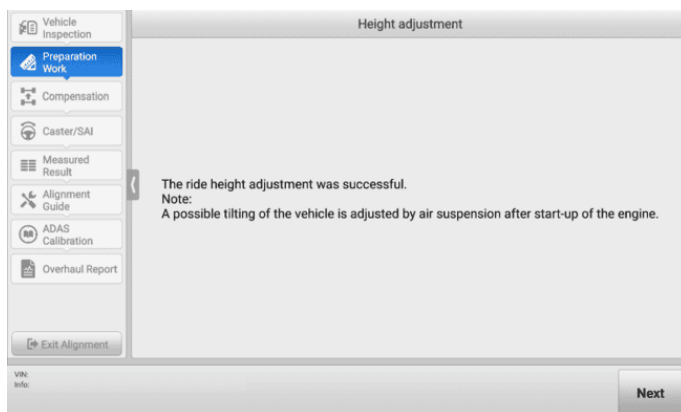 Vehicle
Inspection
Preparation
Work
Compensation
Caster/SAI
Measured
Result
Alignment
Guide
ADAS
Calibration
Overhaul Report
Exit Alignment
Height adjustment
The ride height adjustment was successful.
Note:
A possible tilting of the vehicle is adjusted by air suspension after start-up of the engine.
VIN:
Info:
Next